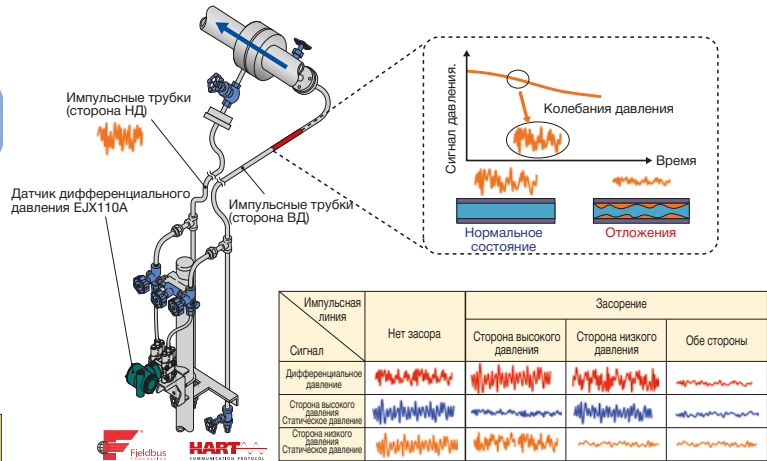 Импульсные трубки
(сторона НД)
Датчик дифференциального
давления EJX110A
Импульсные трубки
(сторона ВД)
Сигнал давления.
Колебания давления
Время
Нормальное
состояние
Отложения
Импульсная
линия
Сигнал
Нет засора
Засорение
Сторона высокого
давления
Сторона низкого
давления
Обе стороны
Дифференциальное
давление
Сторона высокого
давления
Статическое давление
Сторона низкого
давления
Статическое давление
Fieldbus
Foundation
HART
COMMUNICATION PROTOCOL